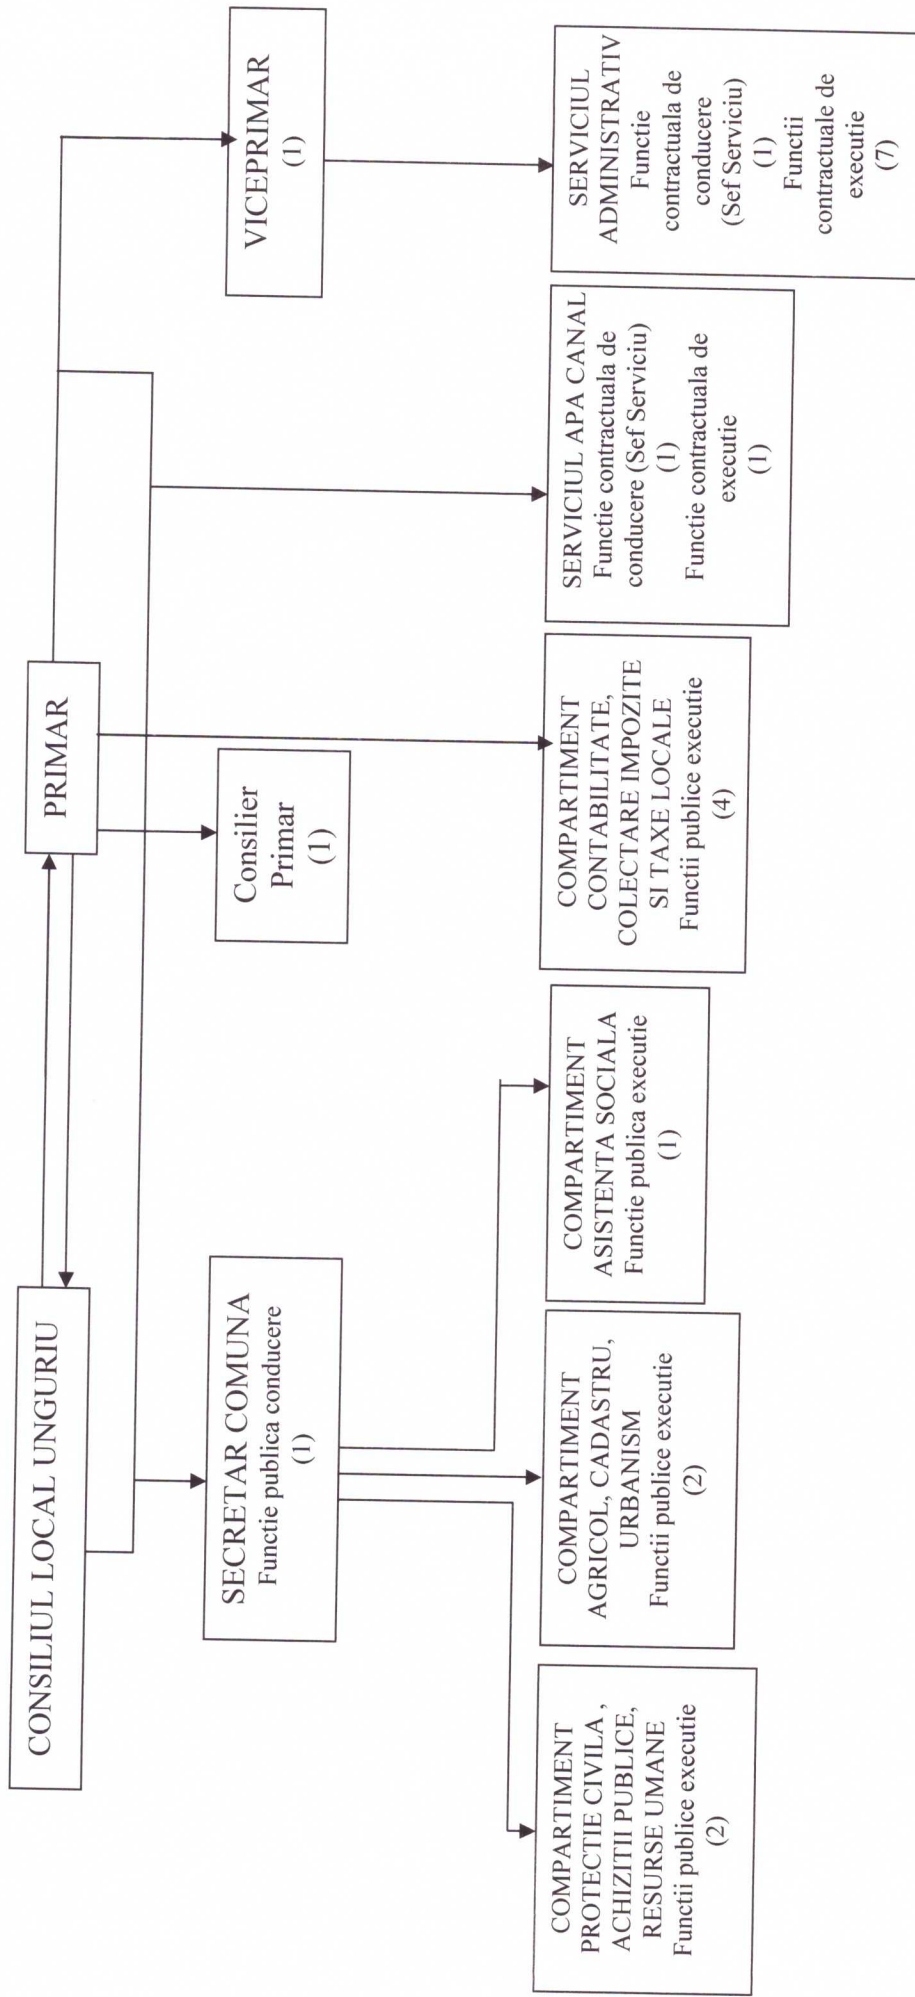 CONSILIUL LOCAL UNGURIU
PRIMAR
SECRETAR COMUNA
Functie publica conducere
(1)
Consilier
Primar
(1)
VICEPRIMAR
(1)
COMPARTIMENT
PROTECTIE CIVILA ,
ACHIZITII PUBLICE,
RESURSE UMANE
Functii publice executie
(2)
COMPARTIMENT
AGRICOL, CADASTRU,
URBANISM
Functii publice executie
(2)
COMPARTIMENT
ASISTENTA SOCIALA
Functie publica executie
(1)
COMPARTIMENT
CONTABILITATE,
COLECTARE IMPOZITE
SI TAXE LOCALE
Functii publice executie
(4)
SERVICIUL APA CANAL
Functie contractuala de
conducere (Sef Serviciu)
(1)
Functie contractuala de
executie
(1)
SERVICIUL
ADMINISTRATIV
Functie
contractuala de
conducere
(Sef Serviciu)
(1)
Functii
contractuale de
executie
(7)